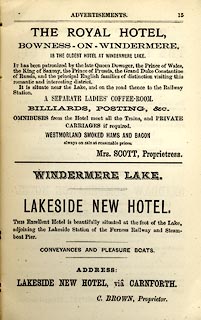 ADVERTISEMENTS. 15
THE ROYAL HOTEL,
BOWNESS-ON-WINDERMERE,
IS THE OLDEST HOTEL AT WINDERMERE LAKE.
It has been patronized by the late Queen Dowager, the Prince of Wales,
the King of Saxony, the Prince of Prussia, the Grand Duke Constantine
of Russia, and the principal English families of distinction visiting this
romantic and interesting district.
It is situate near the Lake, and on the road thence to the Railway
Station.
A SEPARATE LADIES' COFFEE-ROOM.
BILLIARDS, POSTING, &c.
OMNIBUSES from the Hotel meet all the Trains, and PRIVATE
CARRIAGES if required.
WESTMORLAND SMOKED HAMS AND BACON
always on sale at reasonable prices.
Mrs. SCOTT, Proprietress.
WINDERMERE LAKE.
LAKESIDE NEW HOTEL.
THIS Excellent Hotel is beautifully situated at the foot of the Lake,
adjoining the Lakeside Station of the Furness Railway and Steam-
boat Pier.
CONVEYANCES AND PLEASURE BOATS.
ADDRESS:
LAKESIDE NEW HOTEL, viâ CARNFORTH.
C. BROWN, Proprietor.